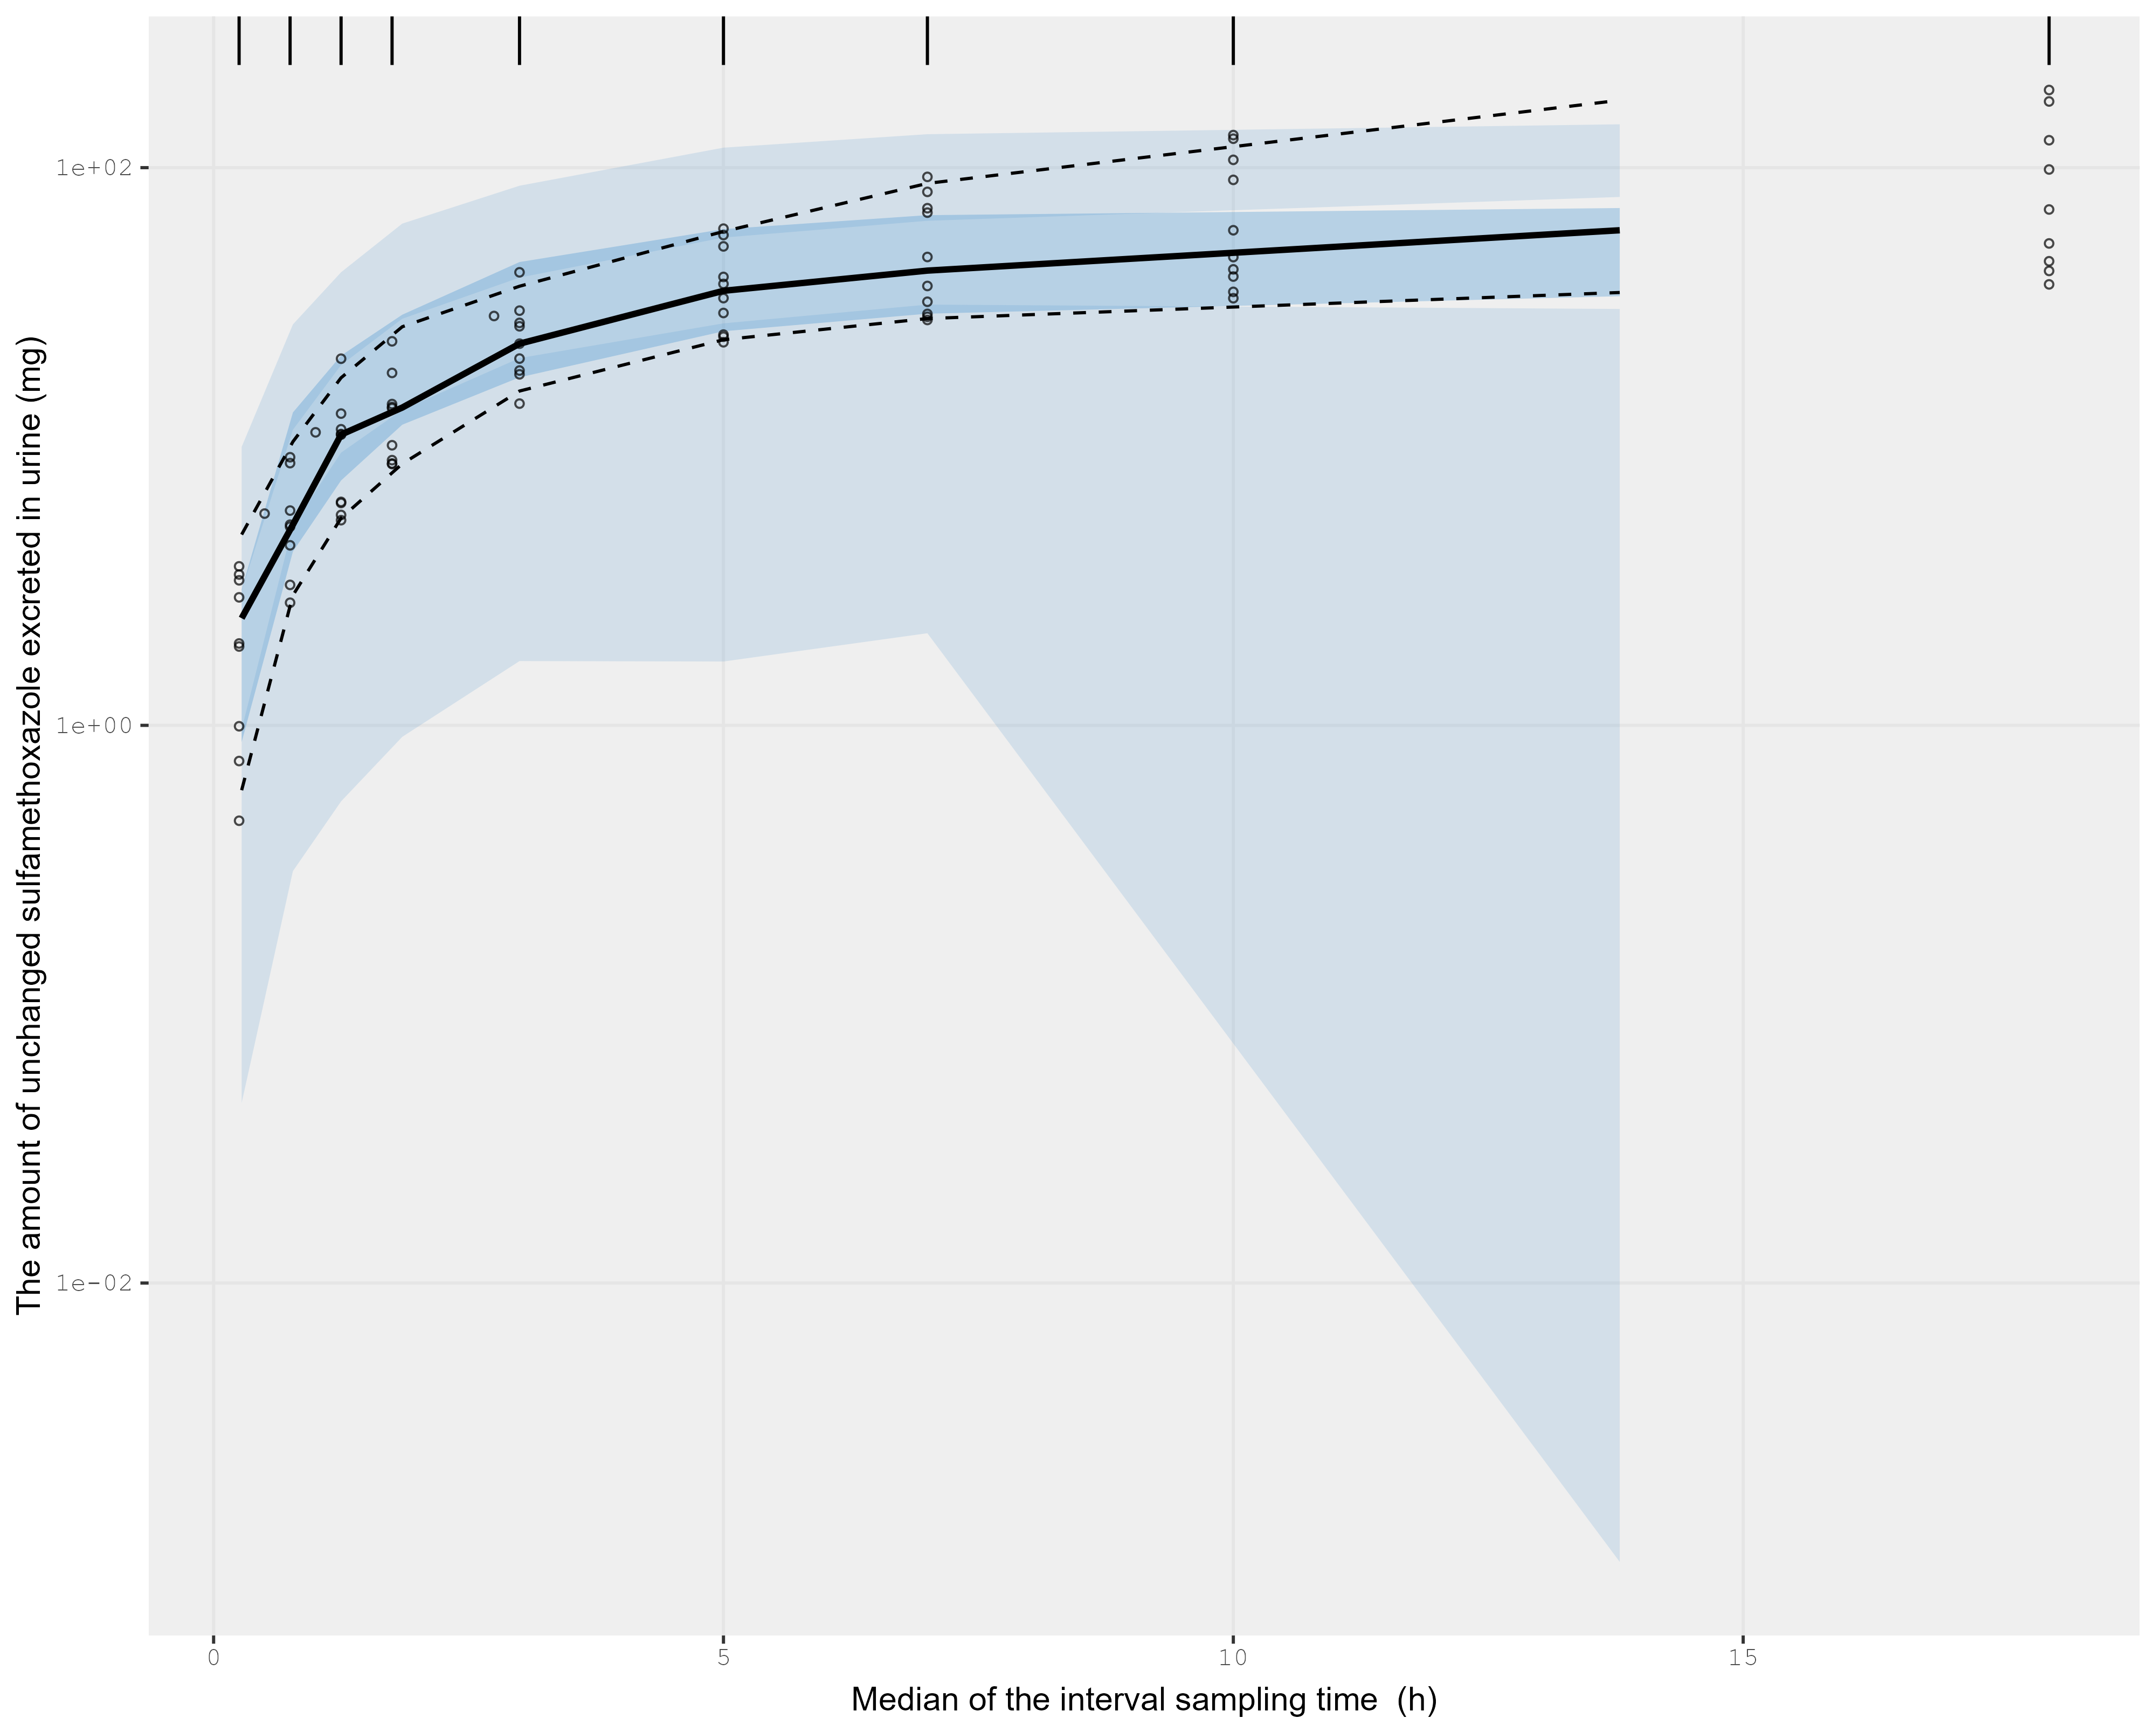 The amount of unchanged sulfamethoxazole excreted in urine (mg)
1e+02
1e+00
1e-02
0 5 10 15
Median of the interval sampling time (h)